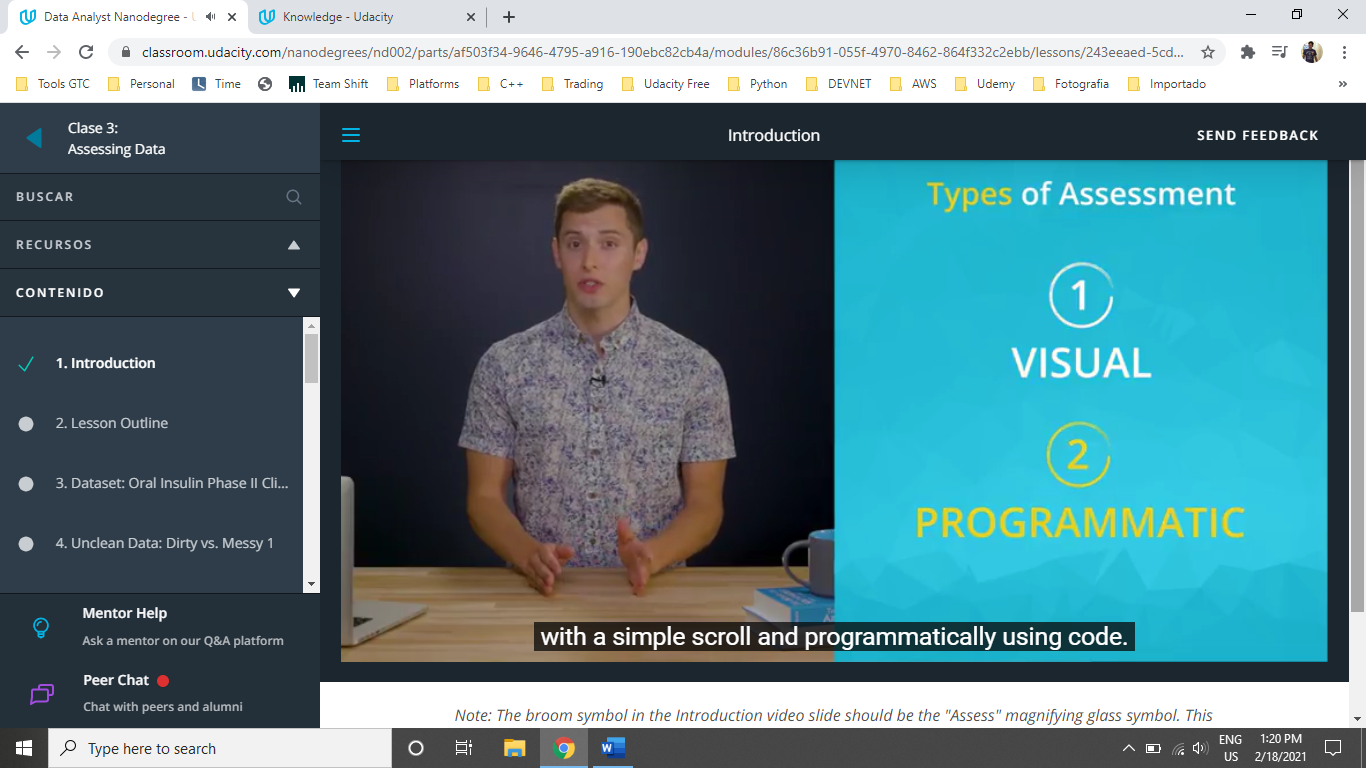 Data Analyst Nanodegree - U
Knowledge - Udacity
classroom.udacity.com/nanodegrees/nd002/parts/af503f34-9646-4795-a916-190ebc82cb4a/modules/86c36b91-055f-4970-8462-864f332c2ebb/lessons/243eeaed-5cd...
Tools GTC Personal Time Team Shift Platforms C++ Trading Udacity Free Python DEVNET AWS Udemy Fotografia Importado »
Clase 3:
Assessing Data
Introduction
SEND FEEDBACK
BUSCAR
RECURSOS
CONTENIDO
1. Introduction
2. Lesson Outline
3. Dataset: Oral Insulin Phase II Cli...
4. Unclean Data: Dirty vs. Messy 1
Mentor Help
Ask a mentor on our Q&A platform
Peer Chat
Chat with peers and alumni
Types of Assessment
1
VISUAL
2
PROGRAMMATIC
with a simple scroll and programmatically using code.
Note: The broom symbol in the Introduction video slide should be the "Assess" magnifying glass symbol. This
Type here to search
ENG
US
1:20 PM
2/18/2021